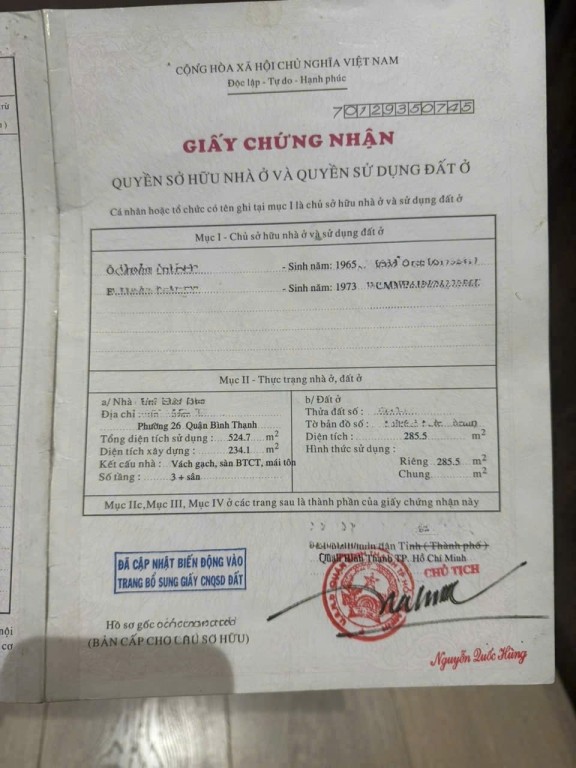 CỘNG HÒA XÃ HỘI CHỦ NGHĨA VIỆT NAM
Độc lập - Tự do - Hạnh phúc
70129350745
GIẤY CHỨNG NHẬN
QUYỀN SỞ HỮU NHÀ Ở VÀ QUYỀN SỬ DỤNG ĐẤT Ở
Cá nhân hoặc tổ chức có tên ghi tại mục I là chủ sở hữu nhà ở và sử dụng đất ở
Mục I - Chủ sở hữu nhà ở và sử dụng đất ở
- Sinh năm: 1965
- Sinh năm: 1973
Mục II - Thực trạng nhà ở, đất ở
a/ Nhà
Địa chỉ
Phường 26 Quận Bình Thạnh
Tổng diện tích sử dụng : 524.7 m2
Diện tích xây dựng : 234.1 m2
Kết cấu nhà : Vách gạch, sàn BTCT, mái tôn
Số tầng : 3 + sân
b/ Đất ở
Thửa đất số :
Tờ bản đồ số :
Diện tích : 285.5 m2
Hình thức sử dụng :
Riêng 285.5 m2
Chung m2
Mục IIc, Mục III, Mục IV ở các trang sau là thành phần của giấy chứng nhận này
dân Tỉnh ( Thành phố )
Quận Bình Thạnh TP. Hồ Chí Minh
CHỦ TỊCH
ĐÃ CẬP NHẬT BIẾN ĐỘNG VÀO
TRANG BỔ SUNG GIẤY CNQSD ĐẤT
Hồ sơ gốc
(BẢN CẤP CHO CHỦ SỞ HỮU)
Nguyễn Quốc Hùng